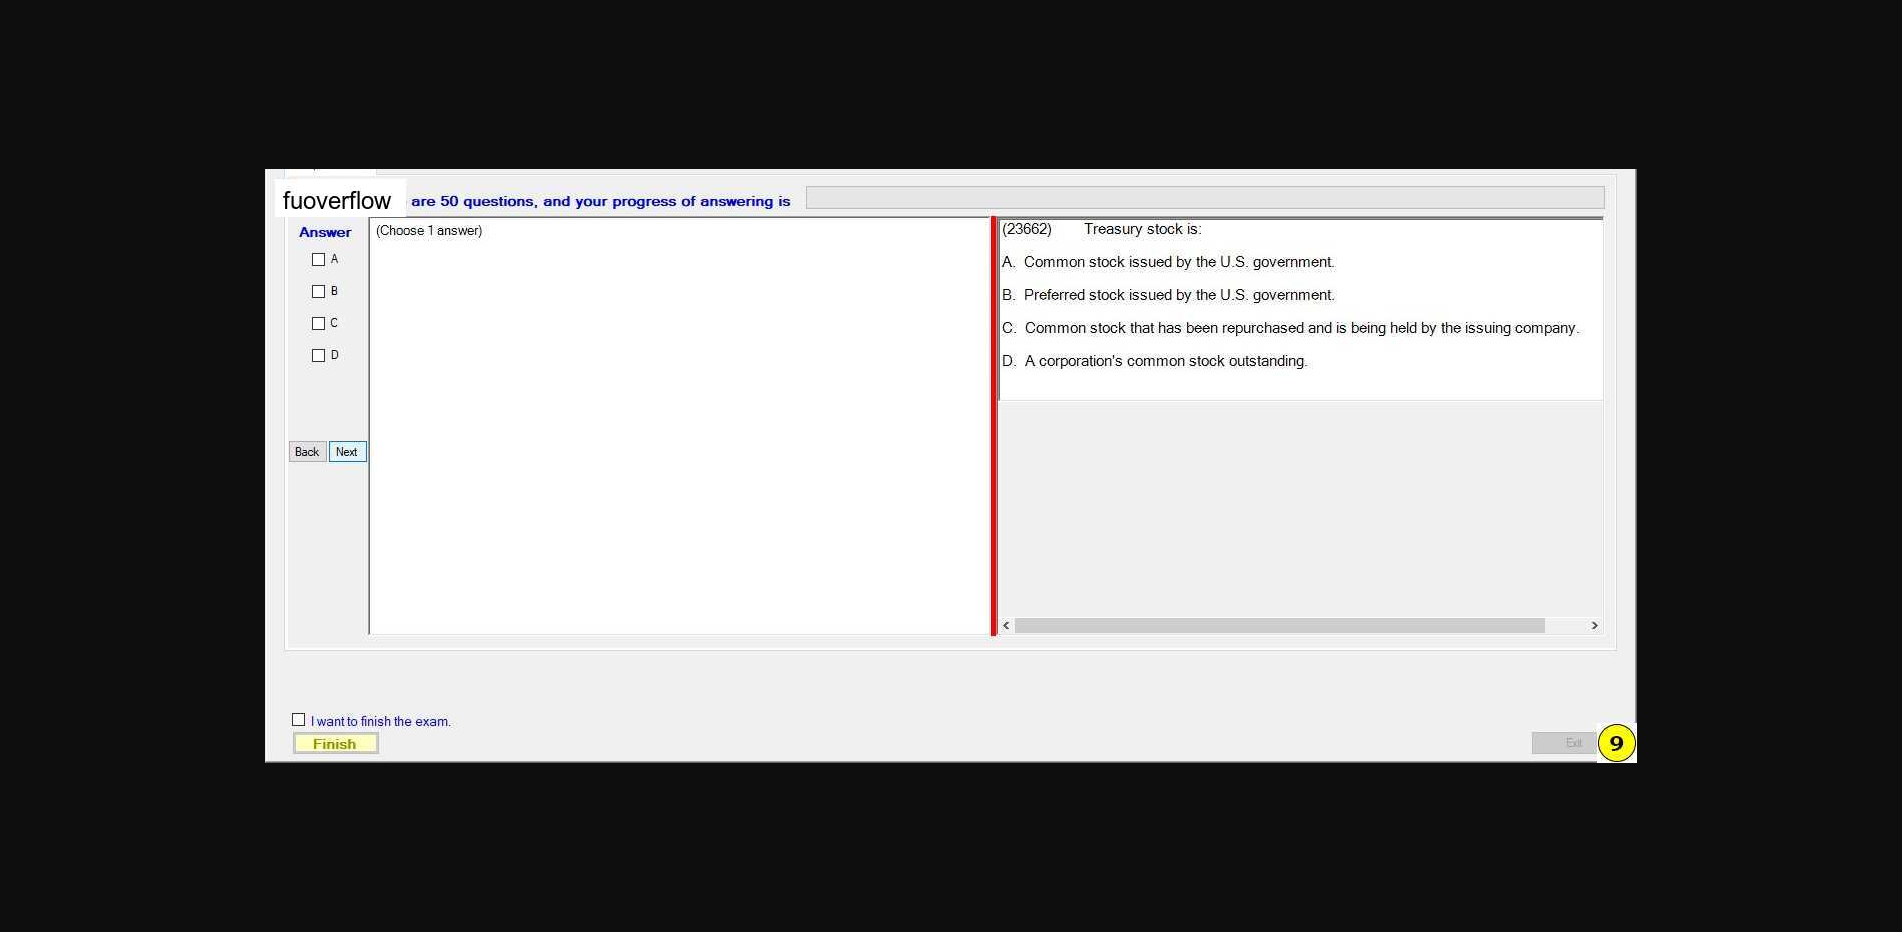 fuoverflow are 50 questions, and your progress of answering is
Answer
A
B
C
D
Back Next
(Choose 1 answer)
(23662) Treasury stock is:
A. Common stock issued by the U.S. government.
B. Preferred stock issued by the U.S. government.
C. Common stock that has been repurchased and is being held by the issuing company.
D. A corporation's common stock outstanding.
I want to finish the exam.
Finish
Exit
9